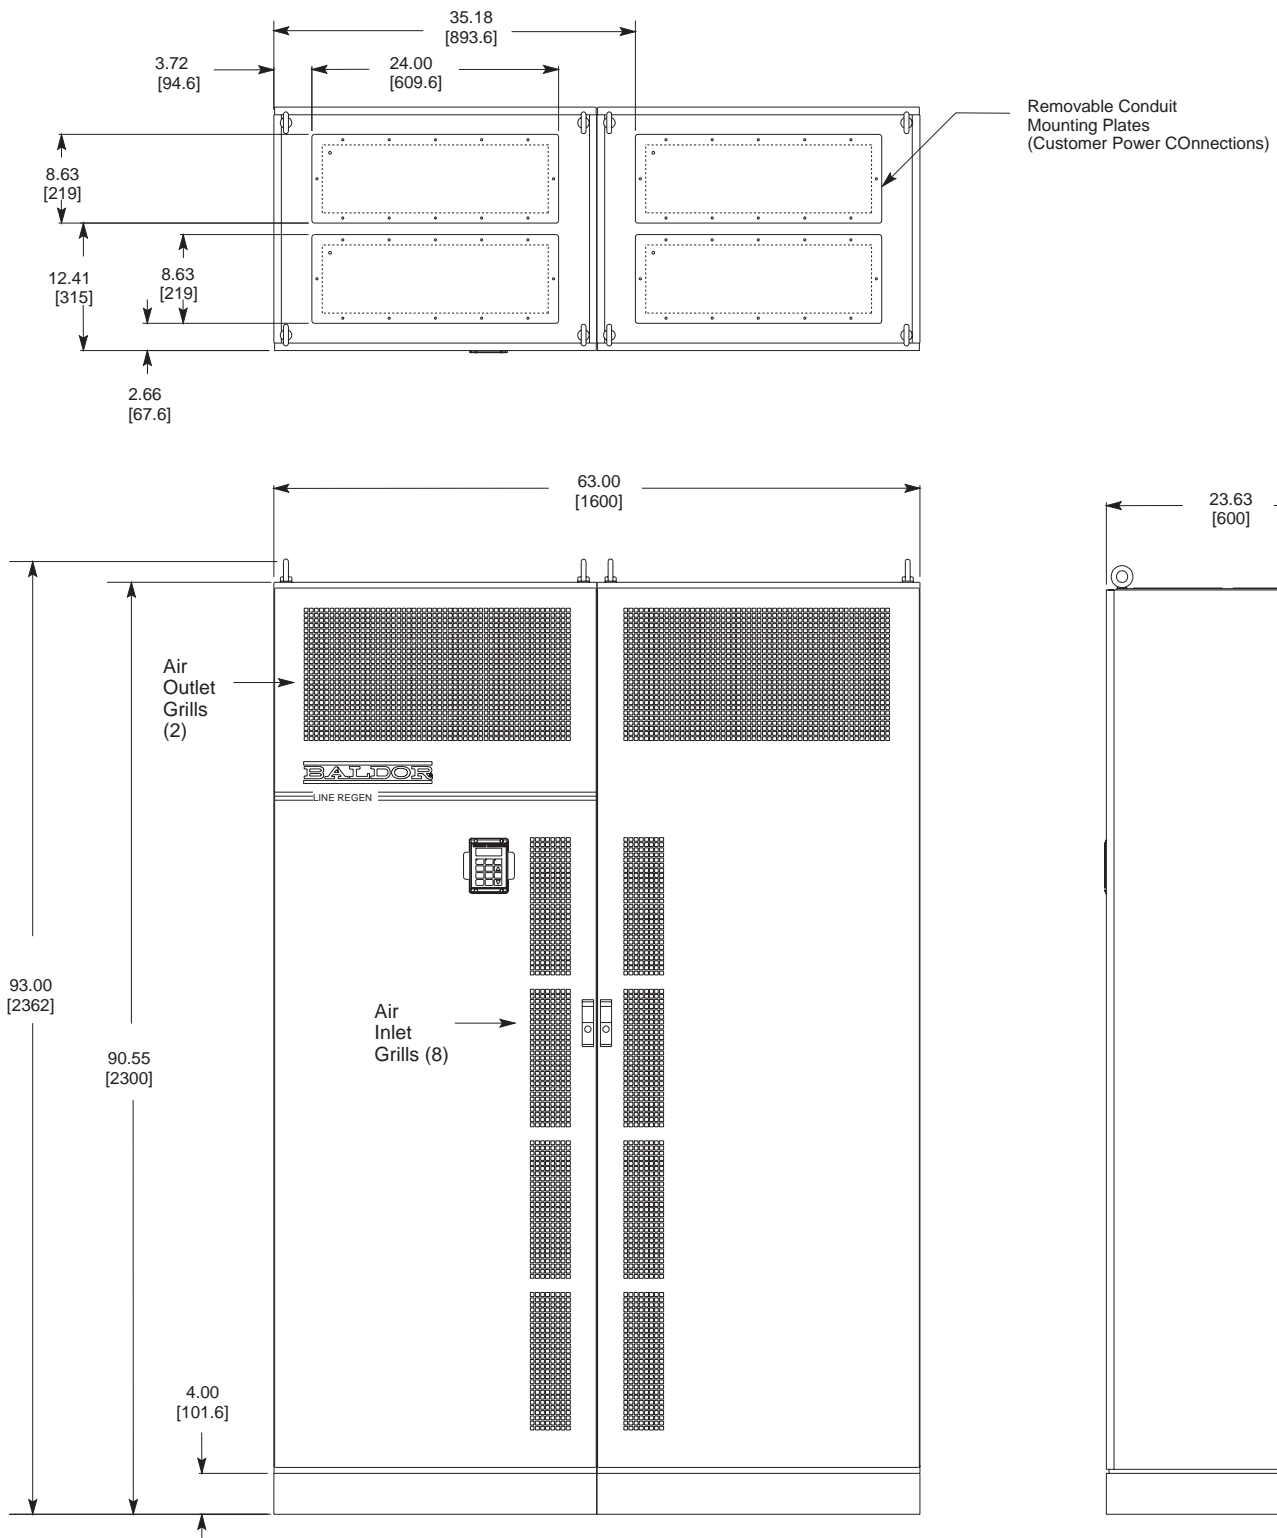 35.18
[893.6]
3.72
[94.6]
24.00
[609.6]
Removable Conduit
Mounting Plates
(Customer Power COnnections)
8.63
[219]
12.41
[315]
8.63
[219]
2.66
[67.6]
63.00
[1600]
23.63
[600]
Air
Outlet
Grills
(2)
BALDOR
LINE REGEN
93.00
[2362]
Air
Inlet
Grills (8)
90.55
[2300]
4.00
[101.6]